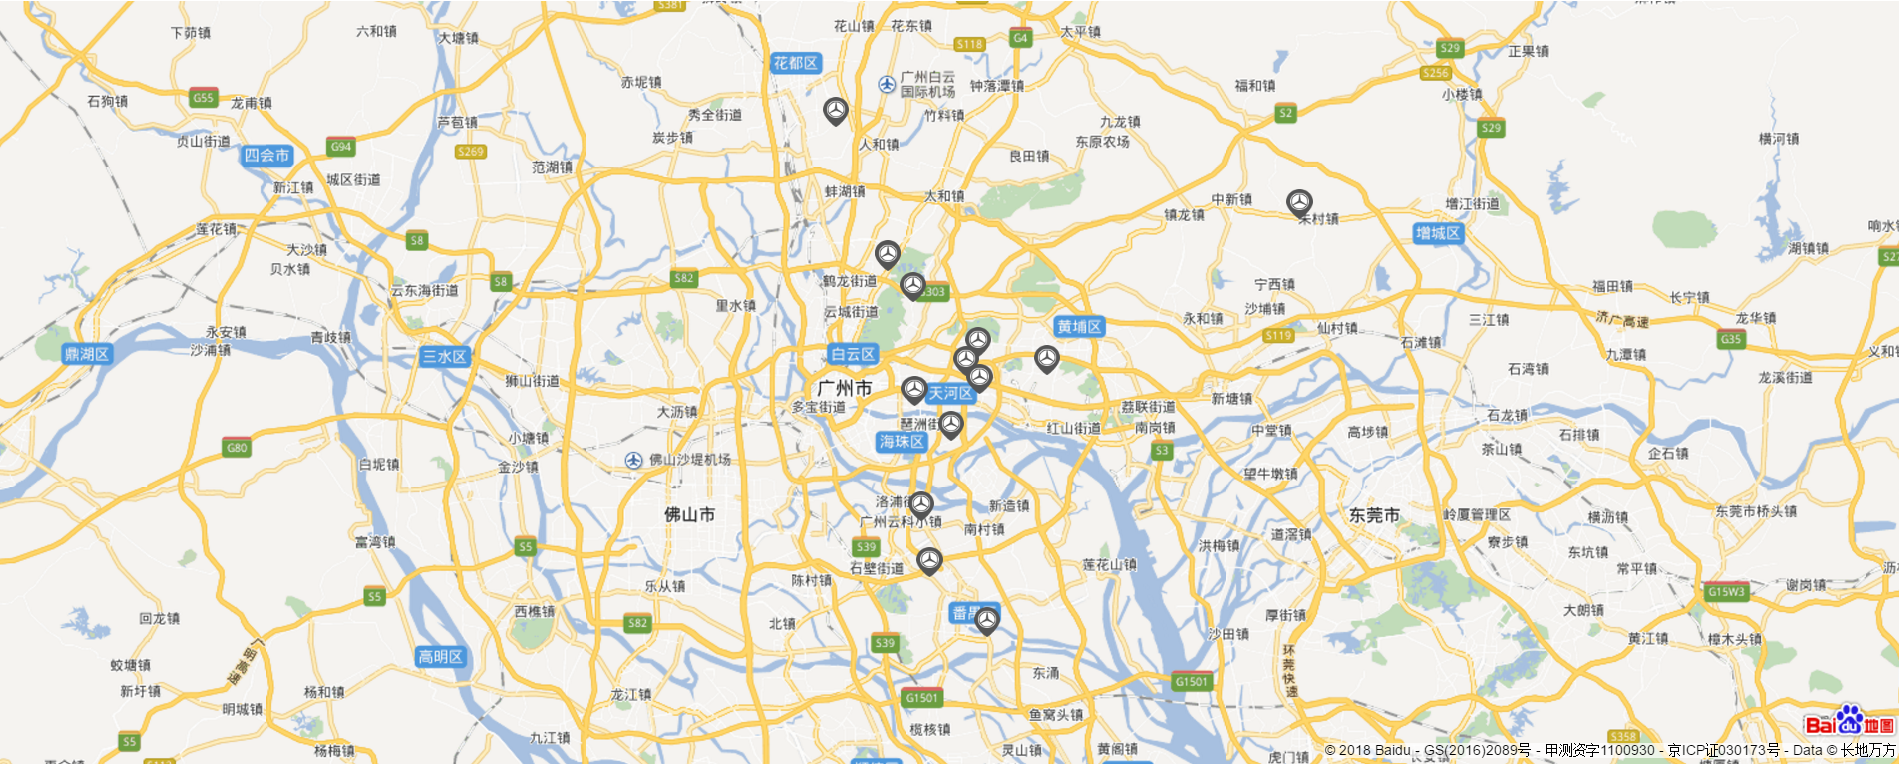 S381
下茆镇
六和镇
大塘镇
花山镇
花东镇
太平镇
G4
S118
S29
正果镇
花都区
广州白云
国际机场
赤坭镇
钟落潭镇
福和镇
S256
小楼镇
石狗镇
G55
龙甫镇
秀全街道
竹料镇
S2
芦苞镇
九龙镇
S29
贞山街道
G94
炭步镇
人和镇
东原农场
横河镇
四会市
S269
范湖镇
良田镇
新江镇
城区街道
蚌湖镇
太和镇
中新镇
增江街道
镇龙镇
朱村镇
莲花镇
S8
增城区
响水
大沙镇
湖镇镇
S27
贝水镇
S8
S82
鹤龙街道
宁西镇
云东海街道
S303
福田镇
长宁镇
里水镇
云城街道
沙埔镇
永和镇
济广高速
三江镇
龙华镇
永安镇
青歧镇
黄埔区
仙村镇
S119
G35
沙浦镇
石滩镇
鼎湖区
三水区
白云区
九潭镇
义和
石湾镇
狮山街道
广州市
天河区
龙溪街道
新塘镇
大沥镇
多宝街道
荔联街道
石龙镇
琶洲街
红山街道
南岗街
中堂镇
高埗镇
石排镇
小塘镇
海珠区
G80
S3
茶山镇
企石镇
白坭镇
金沙镇
佛山沙堤机场
望牛墩镇
洛浦街
新造镇
佛山市
广州云科小镇
东莞市
岭厦管理区
横沥镇
东莞市桥头镇
南村镇
道滘镇
富湾镇
S5
S39
洪梅镇
寮步镇
东坑镇
石壁街道
莲花山镇
常平镇
沥
陈村镇
乐从镇
谢岗镇
S5
G15W3
回龙镇
西樵镇
番禺
厚街镇
大朗镇
S82
北镇
沙田镇
黄江镇
樟木头镇
广明高速
S39
高明区
环莞快速
蛟塘镇
东涌
G1501
新圩镇
杨和镇
龙江镇
G1501
明城镇
鱼窝头镇
榄核镇
Bai du 地图
S5
九江镇
S358
杨梅镇
灵山镇
黄阁镇
虎门镇
© 2018 Baidu - GS(2016)2089号 - 甲测资字1100930 - 京ICP证030173号 - Data © 长地万方